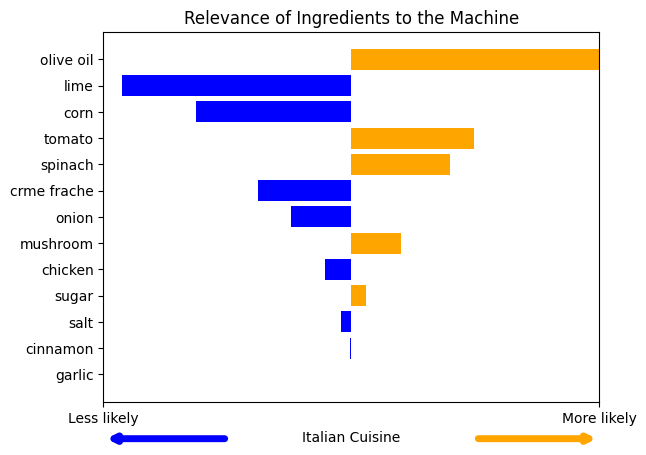 Relevance of Ingredients to the Machine
olive oil
lime
corn
tomato
spinach
crme frache
onion
mushroom
chicken
sugar
salt
cinnamon
garlic
Less likely
More likely
Italian Cuisine